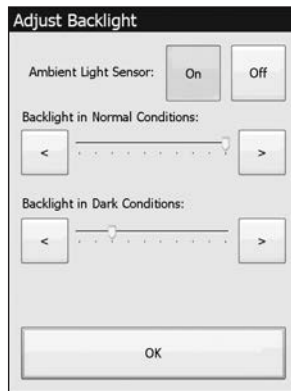 Adjust Backlight
Ambient Light Sensor: On Off
Backlight in Normal Conditions:
< >
Backlight in Dark Conditions:
< >
OK